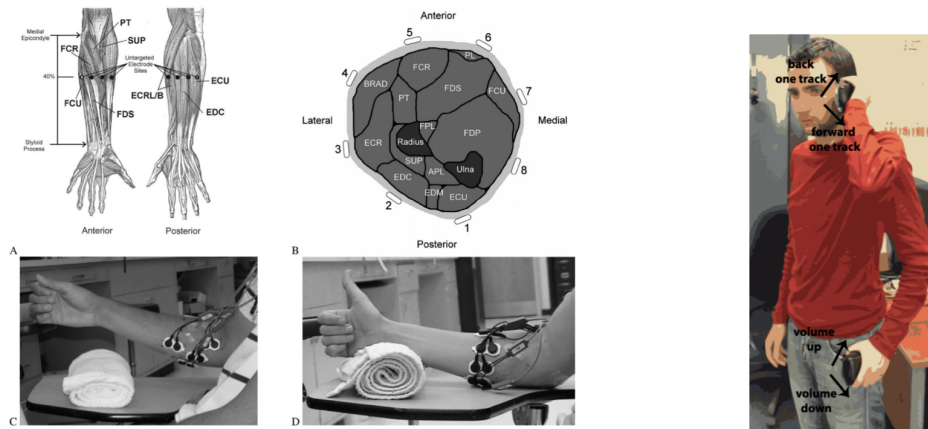 PT
Medial
Epicondyle
SUP
FCR
Untargeted
Electrode
Sites
40%
ECU
ECRL/B
FCU
FDS
EDC
Styloid
Process
Anterior
Posterior
A
Anterior
5
6
PL
FCR
4
BRAD
FDS
FCU
7
PT
Lateral
Medial
FPL
FDP
3
ECR
Radius
SUP
Ulna
8
EDC
APL
EDM
ECU
2
1
B
Posterior
C
D
back
one track
forward
one track
volume
up
volume
down